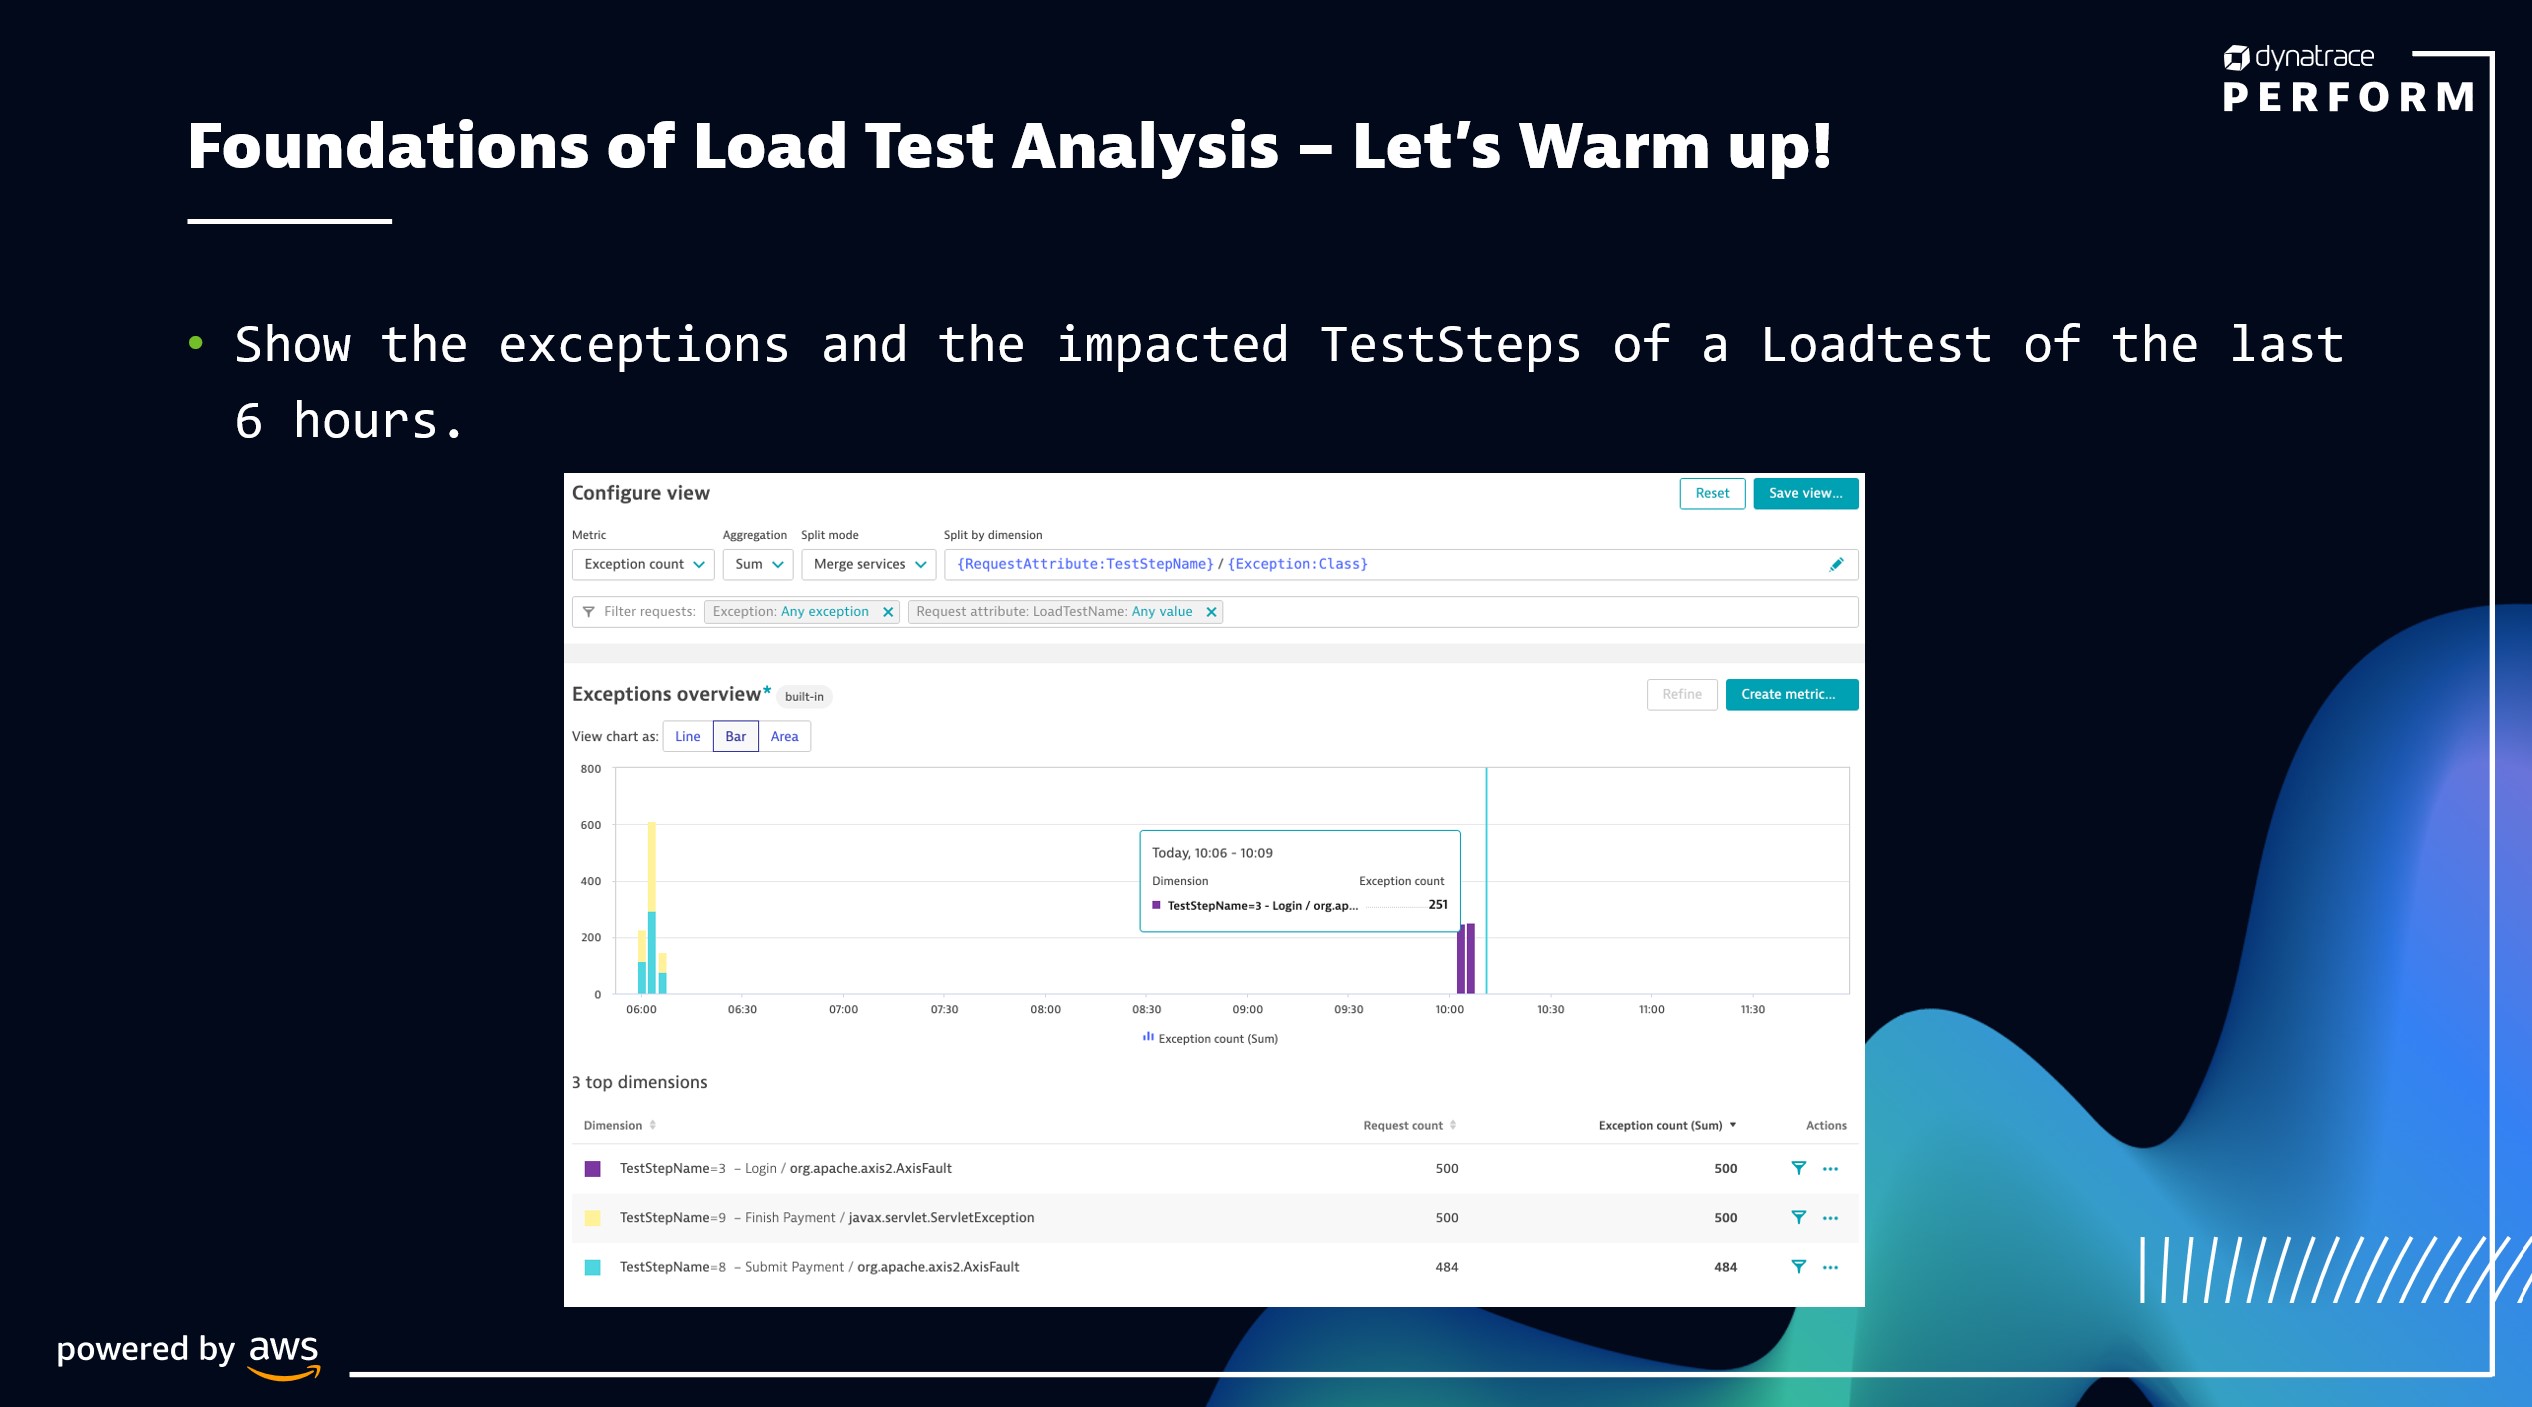 dynatrace
PERFORM
Foundations of Load Test Analysis – Let's Warm up!
• Show the exceptions and the impacted TestSteps of a Loadtest of the last
6 hours.
Configure view
Reset
Save view...
Metric Aggregation Split mode Split by dimension
Exception count Sum Merge services {RequestAttribute:TestStepName} / {Exception:Class}
Filter requests: Exception: Any exception Request attribute: LoadTestName: Any value
Exceptions overview* built-in
Refine
Create metric...
View chart as: Line Bar Area
800
600
400
200
0
Today, 10:06 - 10:09
Dimension Exception count
TestStepName=3 - Login / org.ap... 251
06:00 06:30 07:00 07:30 08:00 08:30 09:00 09:30 10:00 10:30 11:00 11:30
Exception count (Sum)
3 top dimensions
Dimension Request count Exception count (Sum) Actions
TestStepName=3 – Login / org.apache.axis2.AxisFault 500 500
TestStepName=9 – Finish Payment / javax.servlet.ServletException 500 500
TestStepName=8 – Submit Payment / org.apache.axis2.AxisFault 484 484
powered by aws